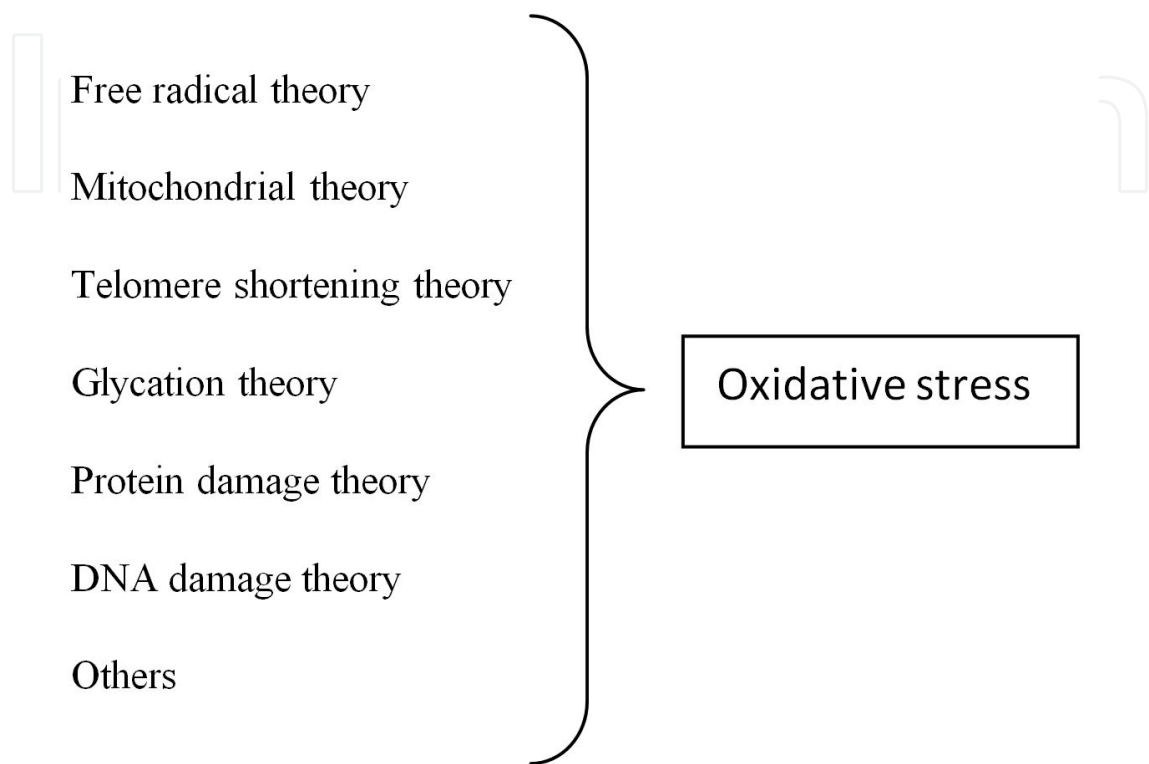 Free radical theory
Mitochondrial theory
Telomere shortening theory
Glycation theory
Protein damage theory
DNA damage theory
Others
Oxidative stress